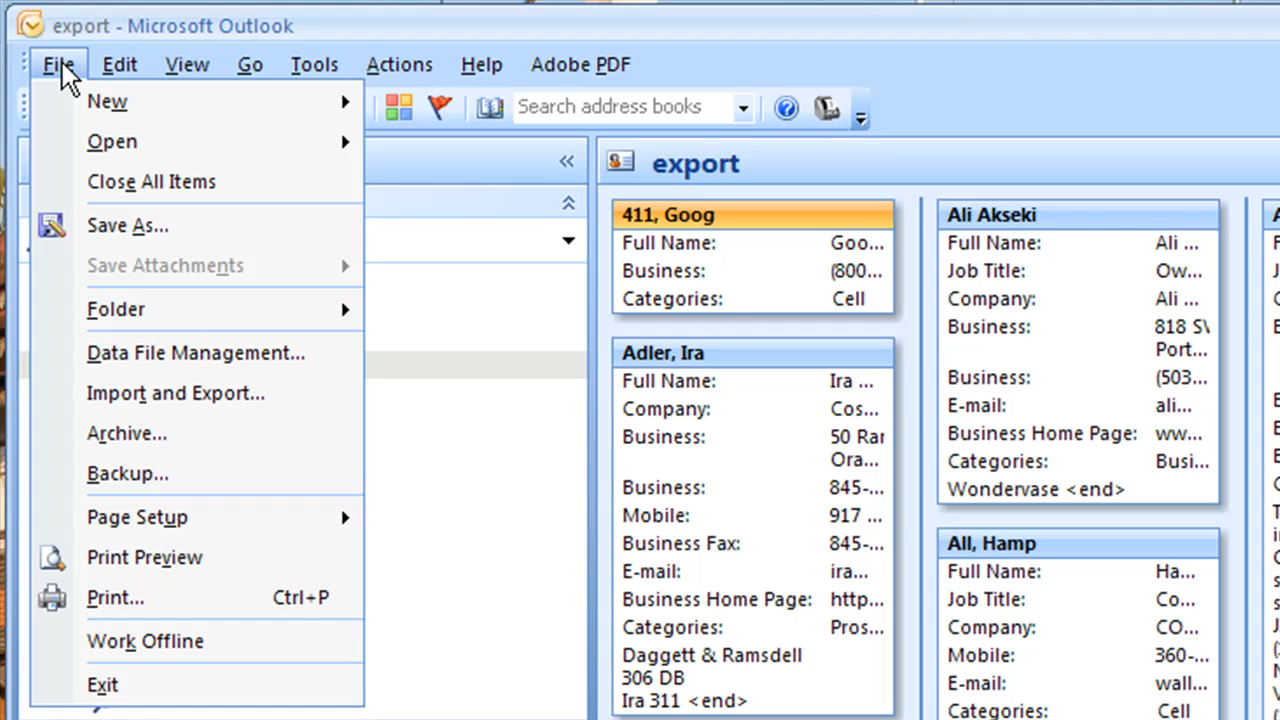 export - Microsoft Outlook
File Edit View Go Tools Actions Help Adobe PDF
Search address books
New
Open
Close All Items
Save As...
Save Attachments
Folder
Data File Management...
Import and Export...
Archive...
Backup...
Page Setup
Print Preview
Print... Ctrl+P
Work Offline
Exit
export
411, Goog
Full Name: Goo...
Business: (800...
Categories: Cell
Adler, Ira
Full Name: Ira ...
Company: Cos...
Business: 50 Rar
Ora...
Business: 845-...
Mobile: 917 ...
Business Fax: 845-...
E-mail: ira...
Business Home Page: http...
Categories: Pros...
Daggett & Ramsdell
306 DB
Ira 311 <end>
Ali Akseki
Full Name: Ali ...
Job Title: Ow...
Company: Ali ...
Business: 818 SW
Port...
Business: (503...
E-mail: ali...
Business Home Page: ww...
Categories: Busi...
Wondervase <end>
All, Hamp
Full Name: Ha...
Job Title: Co...
Company: CO...
Mobile: 360-...
E-mail: wall...
Categories: Cell